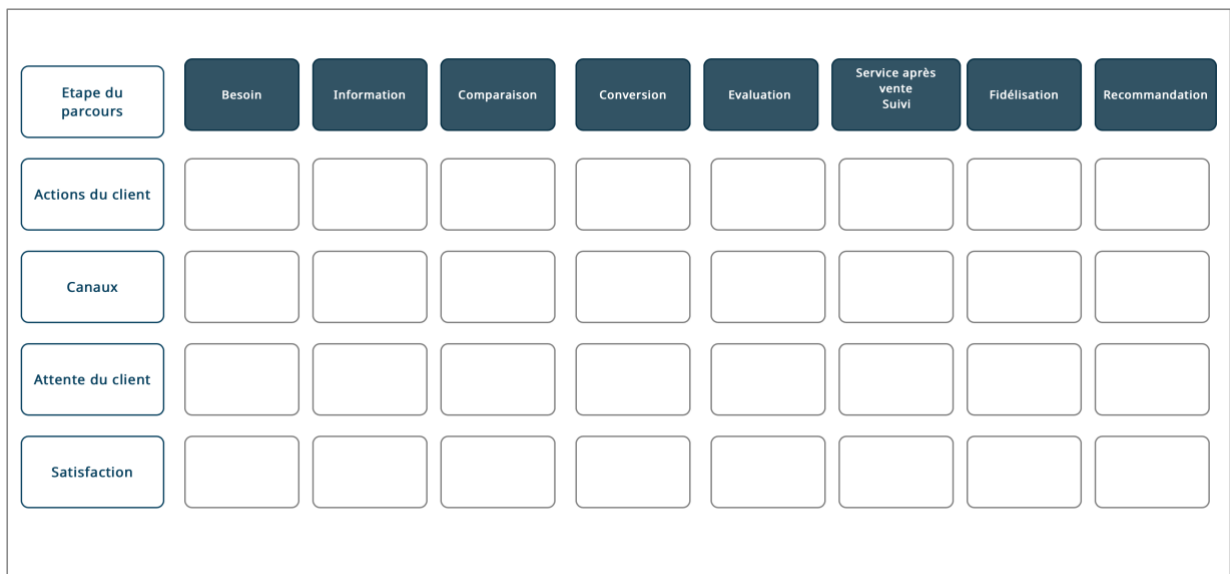 Etape du
parcours
Besoin
Information
Comparaison
Conversion
Evaluation
Service après
vente
Suivi
Fidélisation
Recommandation
Actions du client
Canaux
Attente du client
Satisfaction